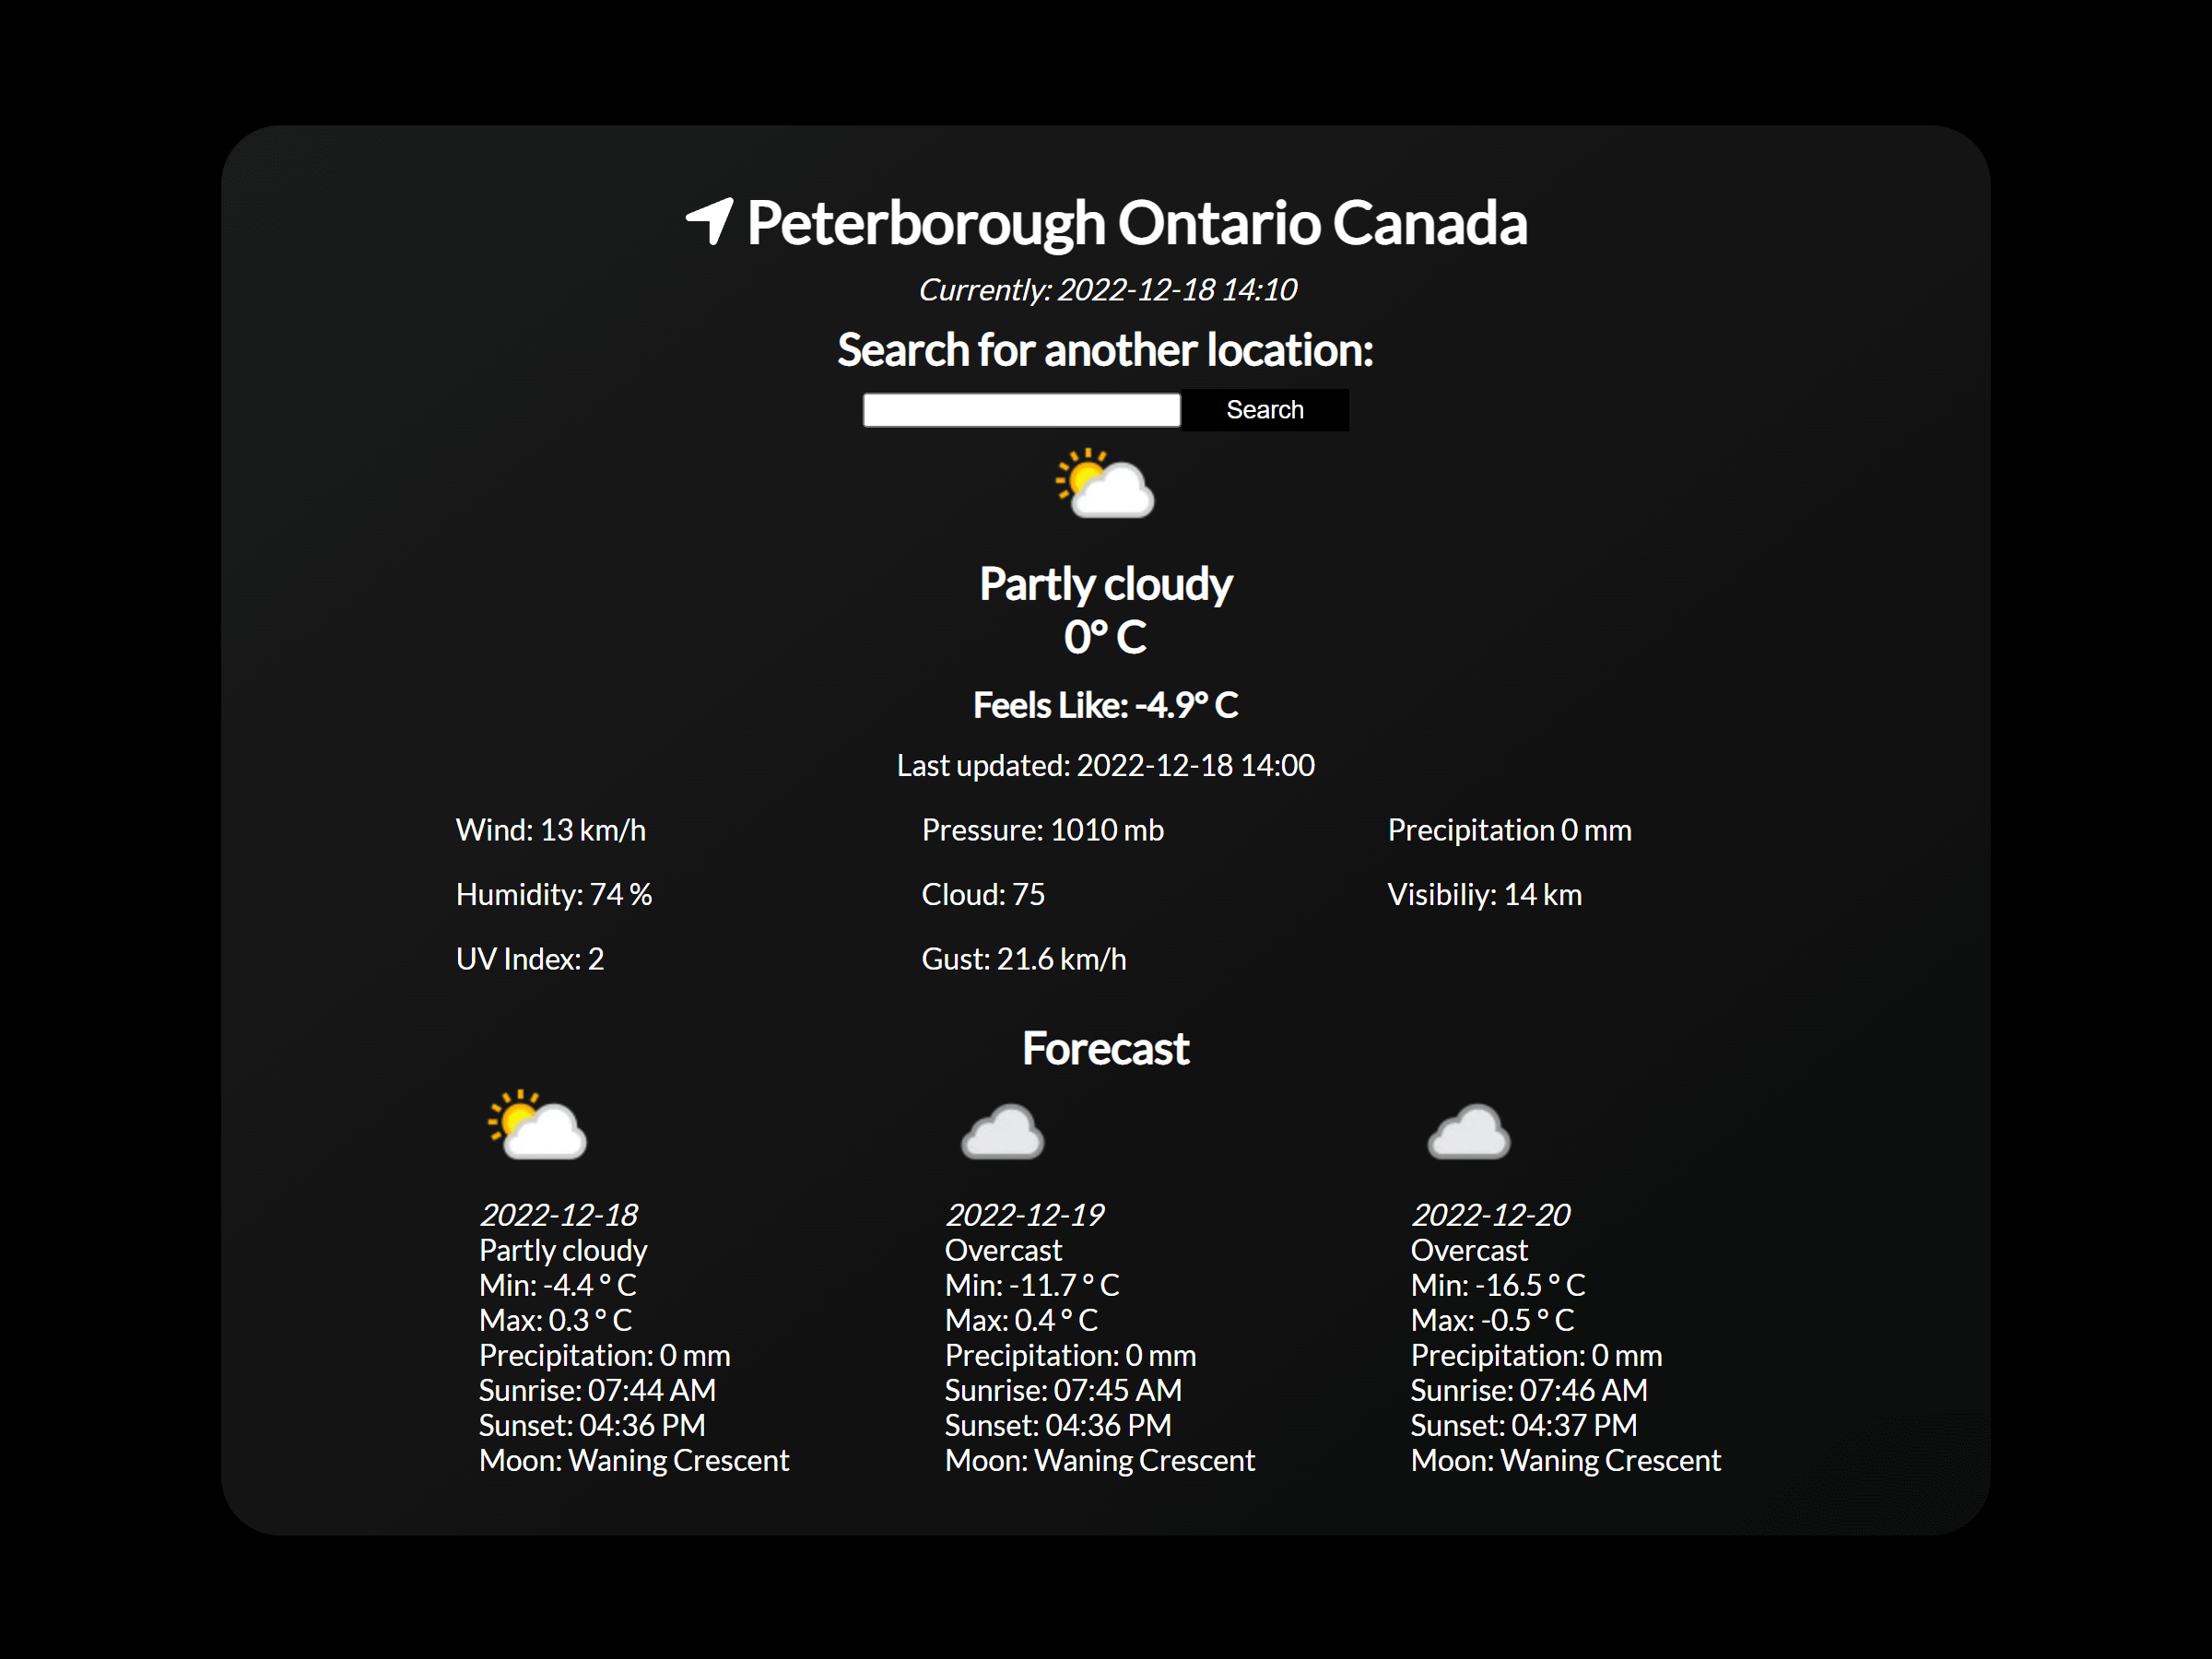 Peterborough Ontario Canada
Currently: 2022-12-18 14:10
Search for another location:
Search
Partly cloudy
0° C
Feels Like: -4.9° C
Last updated: 2022-12-18 14:00
Wind: 13 km/h
Pressure: 1010 mb
Precipitation 0 mm
Humidity: 74 %
Cloud: 75
Visibiliy: 14 km
UV Index: 2
Gust: 21.6 km/h
Forecast
2022-12-18
Partly cloudy
Min: -4.4 ° C
Max: 0.3 ° C
Precipitation: 0 mm
Sunrise: 07:44 AM
Sunset: 04:36 PM
Moon: Waning Crescent
2022-12-19
Overcast
Min: -11.7 ° C
Max: 0.4 ° C
Precipitation: 0 mm
Sunrise: 07:45 AM
Sunset: 04:36 PM
Moon: Waning Crescent
2022-12-20
Overcast
Min: -16.5 ° C
Max: -0.5 ° C
Precipitation: 0 mm
Sunrise: 07:46 AM
Sunset: 04:37 PM
Moon: Waning Crescent